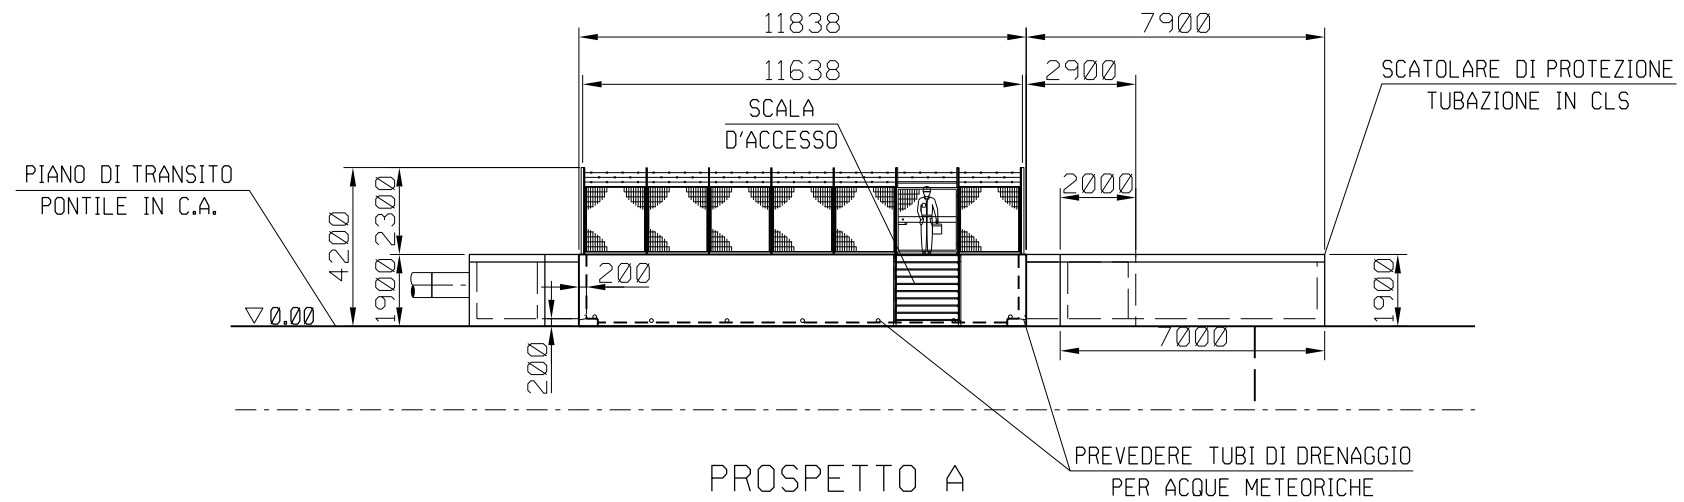 11838
7900
11638
2900
SCATOLARE DI PROTEZIONE
TUBAZIONE IN CLS
SCALA
D'ACCESSO
PIANO DI TRANSITO
PONTILE IN C.A.
2000
4200
2300
1900
200
0.00
1900
200
7000
PREVEDERE TUBI DI DRENAGGIO
PER ACQUE METEORICHE
PROSPETTO A